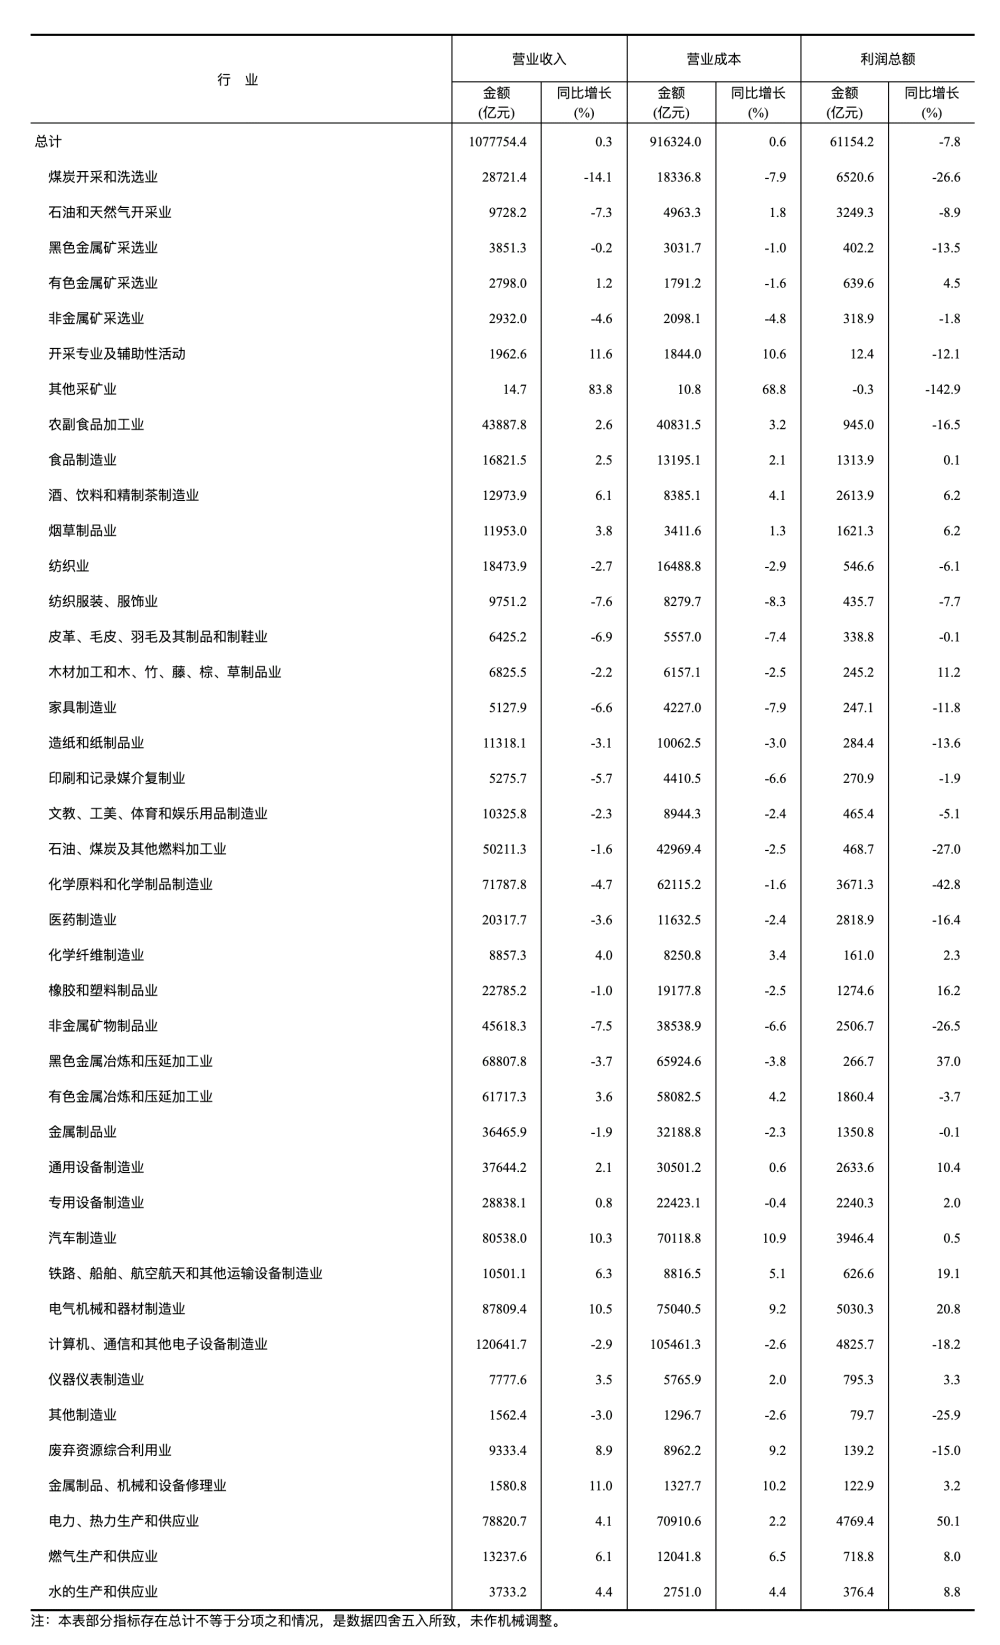 行 业 营业收入 营业成本 利润总额
金额 同比增长 金额 同比增长 金额 同比增长
(亿元) (%) (亿元) (%) (亿元) (%)
总计 1077754.4 0.3 916324.0 0.6 61154.2 -7.8
煤炭开采和洗选业 28721.4 -14.1 18336.8 -7.9 6520.6 -26.6
石油和天然气开采业 9728.2 -7.3 4963.3 1.8 3249.3 -8.9
黑色金属矿采选业 3851.3 -0.2 3031.7 -1.0 402.2 -13.5
有色金属矿采选业 2798.0 1.2 1791.2 -1.6 639.6 4.5
非金属矿采选业 2932.0 -4.6 2098.1 -4.8 318.9 -1.8
开采专业及辅助性活动 1962.6 11.6 1844.0 10.6 12.4 -12.1
其他采矿业 14.7 83.8 10.8 68.8 -0.3 -142.9
农副食品加工业 43887.8 2.6 40831.5 3.2 945.0 -16.5
食品制造业 16821.5 2.5 13195.1 2.1 1313.9 0.1
酒、饮料和精制茶制造业 12973.9 6.1 8385.1 4.1 2613.9 6.2
烟草制品业 11953.0 3.8 3411.6 1.3 1621.3 6.2
纺织业 18473.9 -2.7 16488.8 -2.9 546.6 -6.1
纺织服装、服饰业 9751.2 -7.6 8279.7 -8.3 435.7 -7.7
皮革、毛皮、羽毛及其制品和制鞋业 6425.2 -6.9 5557.0 -7.4 338.8 -0.1
木材加工和木、竹、藤、棕、草制品业 6825.5 -2.2 6157.1 -2.5 245.2 11.2
家具制造业 5127.9 -6.6 4227.0 -7.9 247.1 -11.8
造纸和纸制品业 11318.1 -3.1 10062.5 -3.0 284.4 -13.6
印刷和记录媒介复制业 5275.7 -5.7 4410.5 -6.6 270.9 -1.9
文教、工美、体育和娱乐用品制造业 10325.8 -2.3 8944.3 -2.4 465.4 -5.1
石油、煤炭及其他燃料加工业 50211.3 -1.6 42969.4 -2.5 468.7 -27.0
化学原料和化学制品制造业 71787.8 -4.7 62115.2 -1.6 3671.3 -42.8
医药制造业 20317.7 -3.6 11632.5 -2.4 2818.9 -16.4
化学纤维制造业 8857.3 4.0 8250.8 3.4 161.0 2.3
橡胶和塑料制品业 22785.2 -1.0 19177.8 -2.5 1274.6 16.2
非金属矿物制品业 45618.3 -7.5 38538.9 -6.6 2506.7 -26.5
黑色金属冶炼和压延加工业 68807.8 -3.7 65924.6 -3.8 266.7 37.0
有色金属冶炼和压延加工业 61717.3 3.6 58082.5 4.2 1860.4 -3.7
金属制品业 36465.9 -1.9 32188.8 -2.3 1350.8 -0.1
通用设备制造业 37644.2 2.1 30501.2 0.6 2633.6 10.4
专用设备制造业 28838.1 0.8 22423.1 -0.4 2240.3 2.0
汽车制造业 80538.0 10.3 70118.8 10.9 3946.4 0.5
铁路、船舶、航空航天和其他运输设备制造业 10501.1 6.3 8816.5 5.1 626.6 19.1
电气机械和器材制造业 87809.4 10.5 75040.5 9.2 5030.3 20.8
计算机、通信和其他电子设备制造业 120641.7 -2.9 105461.3 -2.6 4825.7 -18.2
仪器仪表制造业 7777.6 3.5 5765.9 2.0 795.3 3.3
其他制造业 1562.4 -3.0 1296.7 -2.6 79.7 -25.9
废弃资源综合利用业 9333.4 8.9 8962.2 9.2 139.2 -15.0
金属制品、机械和设备修理业 1580.8 11.0 1327.7 10.2 122.9 3.2
电力、热力生产和供应业 78820.7 4.1 70910.6 2.2 4769.4 50.1
燃气生产和供应业 13237.6 6.1 12041.8 6.5 718.8 8.0
水的生产和供应业 3733.2 4.4 2751.0 4.4 376.4 8.8
注：本表部分指标存在总计不等于分项之和情况，是数据四舍五入所致，未作机械调整。